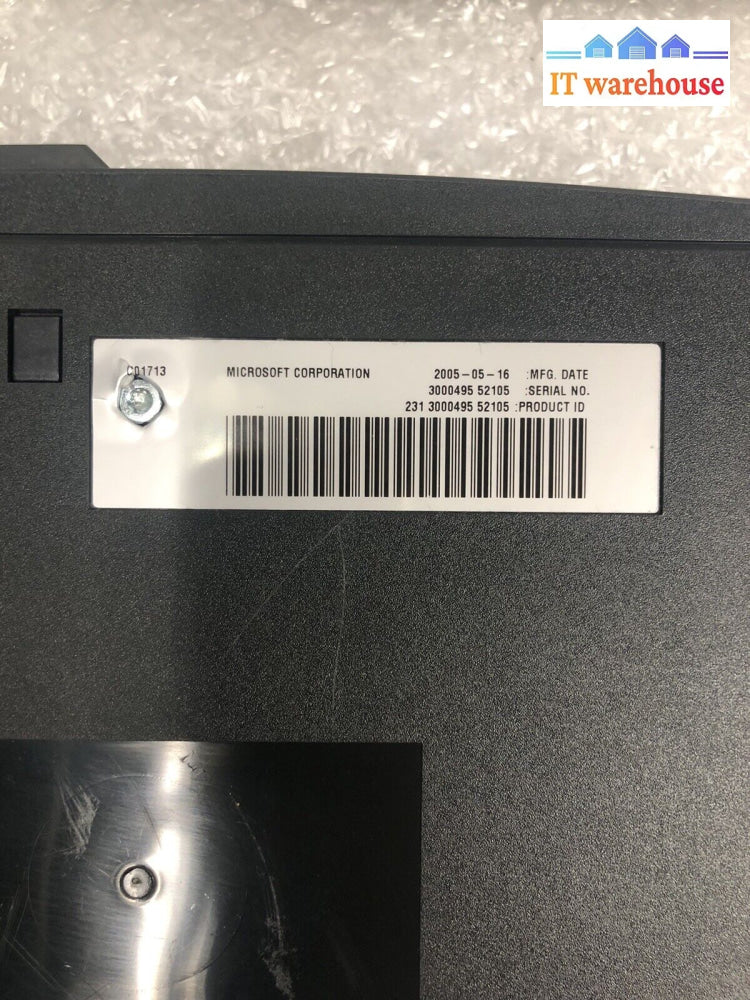 IT warehouse
C01713 MICROSOFT CORPORATION 2005-05-16 :MFG. DATE
3000495 52105 :SERIAL NO.
231 3000495 52105 :PRODUCT ID